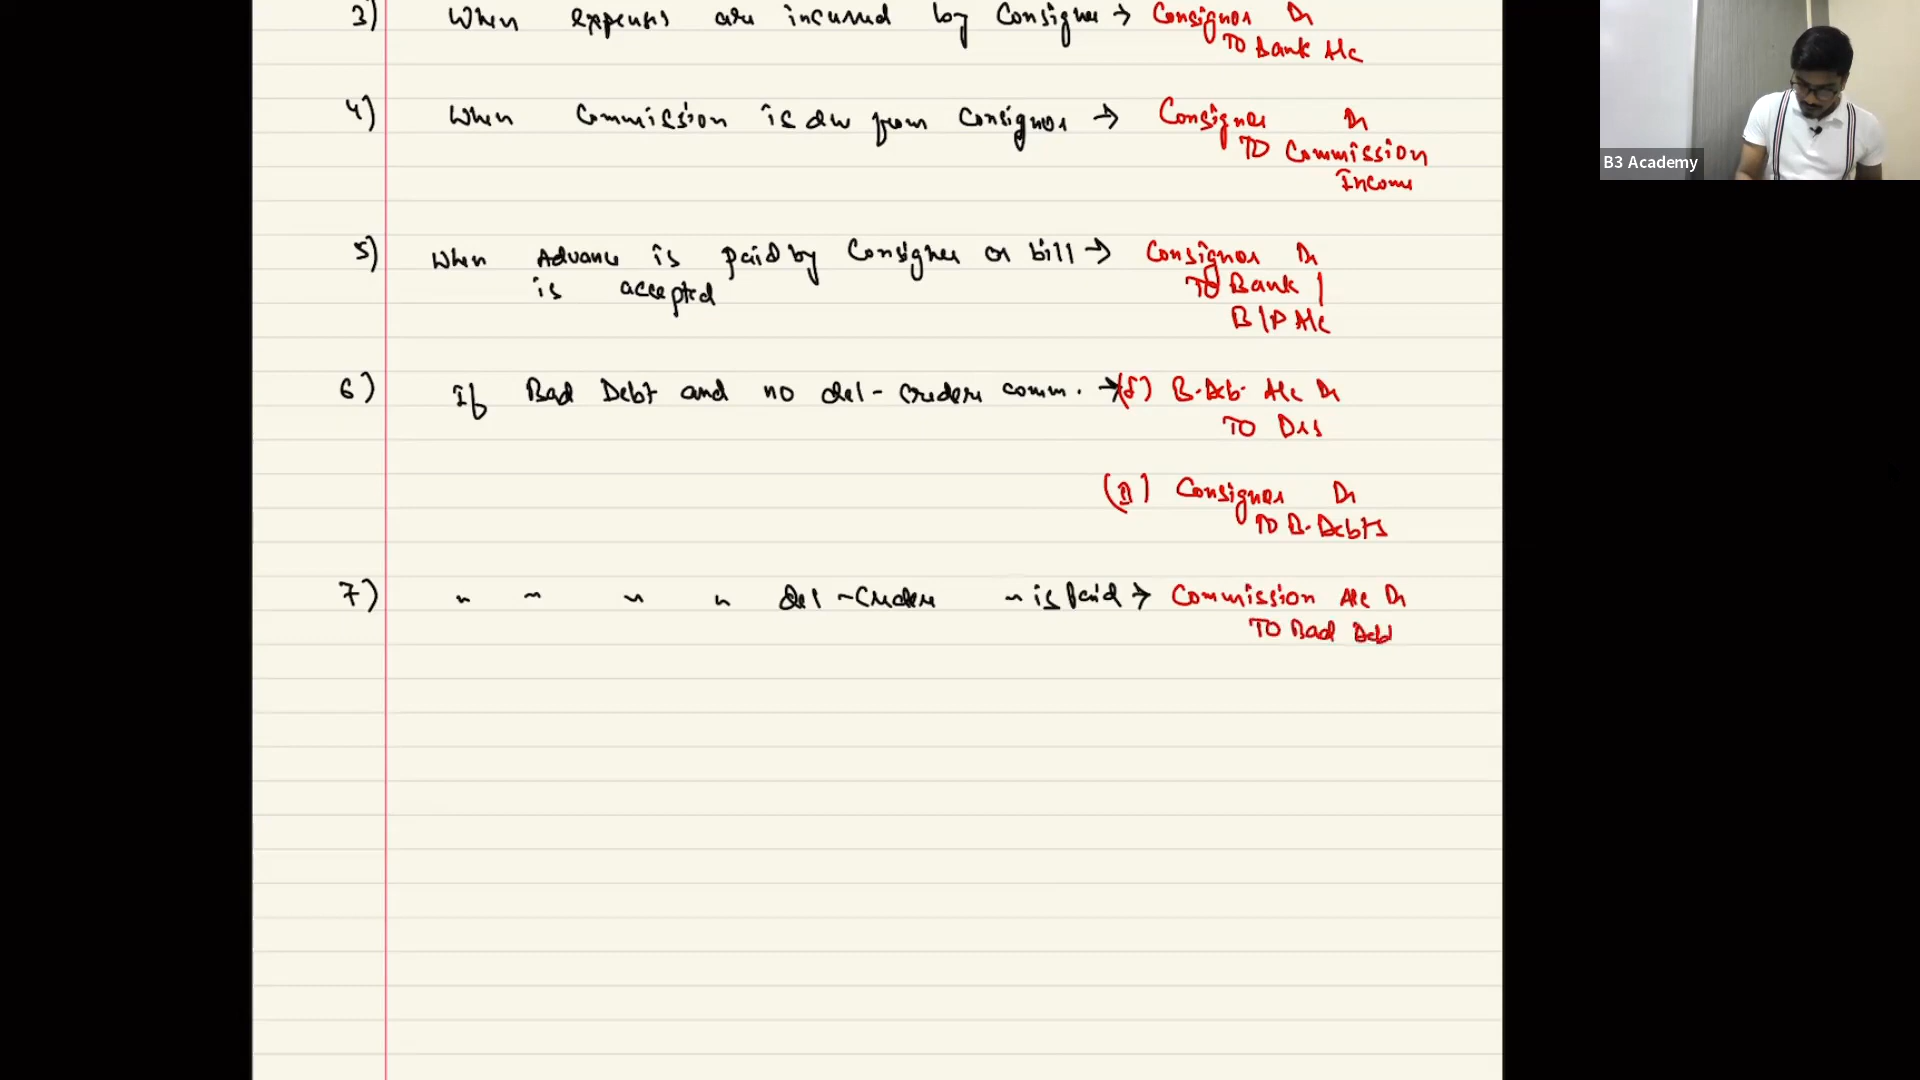 3) When expenses are incurred by Consignee → Consignor Dr
To Bank A/c
4) When Commission is due from Consignor → Consignor Dr
To Commission
Income
5) When Advance is paid by Consignee or bill → Consignor Dr
is accepted To Bank /
B/P A/c
6) If Bad Debt and no del-credere comm. → (i) B.Deb. A/c Dr
To Drs
(ii) Consignor Dr
To B.Debts
7) " " " " del-credere " is Paid → Commission A/c Dr
To Bad Debt
B3 Academy